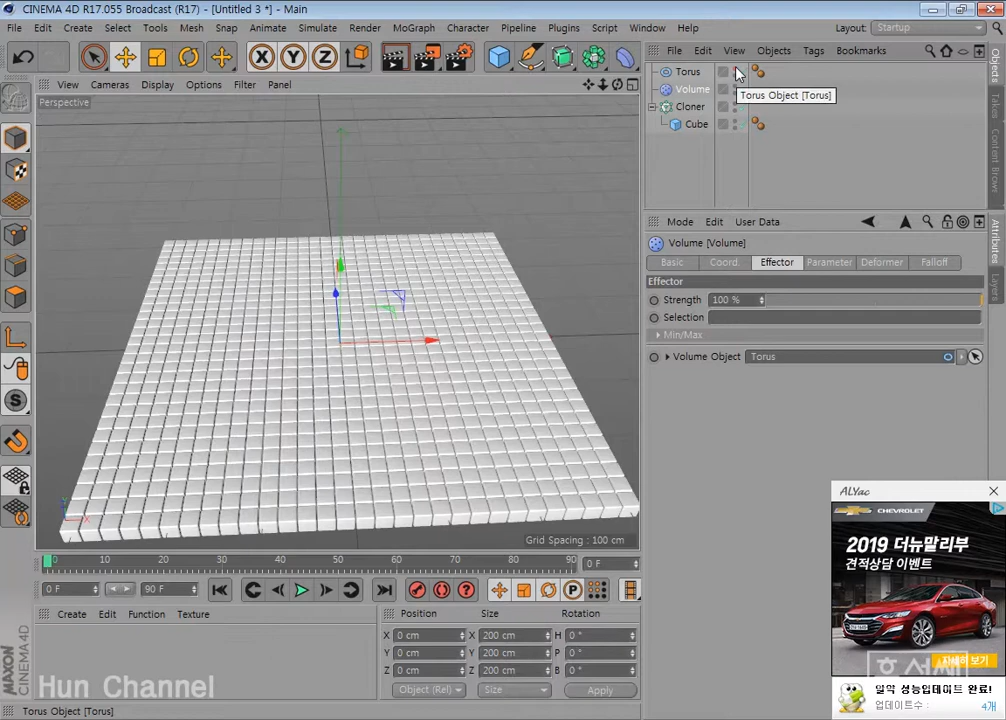 CINEMA 4D R17.055 Broadcast (R17) - [Untitled 3 *] - Main
File Edit Create Select Tools Mesh Snap Animate Simulate Render MoGraph Character Pipeline Plugins Script Window Layout: Startup
X Y Z
File Edit View Objects Tags Bookmarks
View Cameras Display Options Filter Panel
Perspective
Torus
Volume
Torus Object [Torus]
Cloner
Cube
Objects
Takes
Content Brows
Attributes
Layers
Mode Edit User Data
Volume [Volume]
Basic Coord. Effector Parameter Deformer Falloff
Effector
Strength 100 %
Selection
Min/Max
Volume Object Torus
S
Y
X
Grid Spacing : 100 cm
0 10 20 30 40 50 60 70 80 90 0 F
0 F 90 F
P
Create Edit Function Texture
Position Size Rotation
X 0 cm X 200 cm H 0 °
Y 0 cm Y 200 cm P 0 °
Z 0 cm Z 200 cm B 0 °
Object (Rel) Size Apply
ALYac
CHEVROLET
2019 더뉴말리부
견적상담 이벤트
자세히 보기
알약 성능업데이트 완료!
업데이트수 : 4개
MAXON
CINEMA 4D
Hun Channel
Torus Object [Torus]